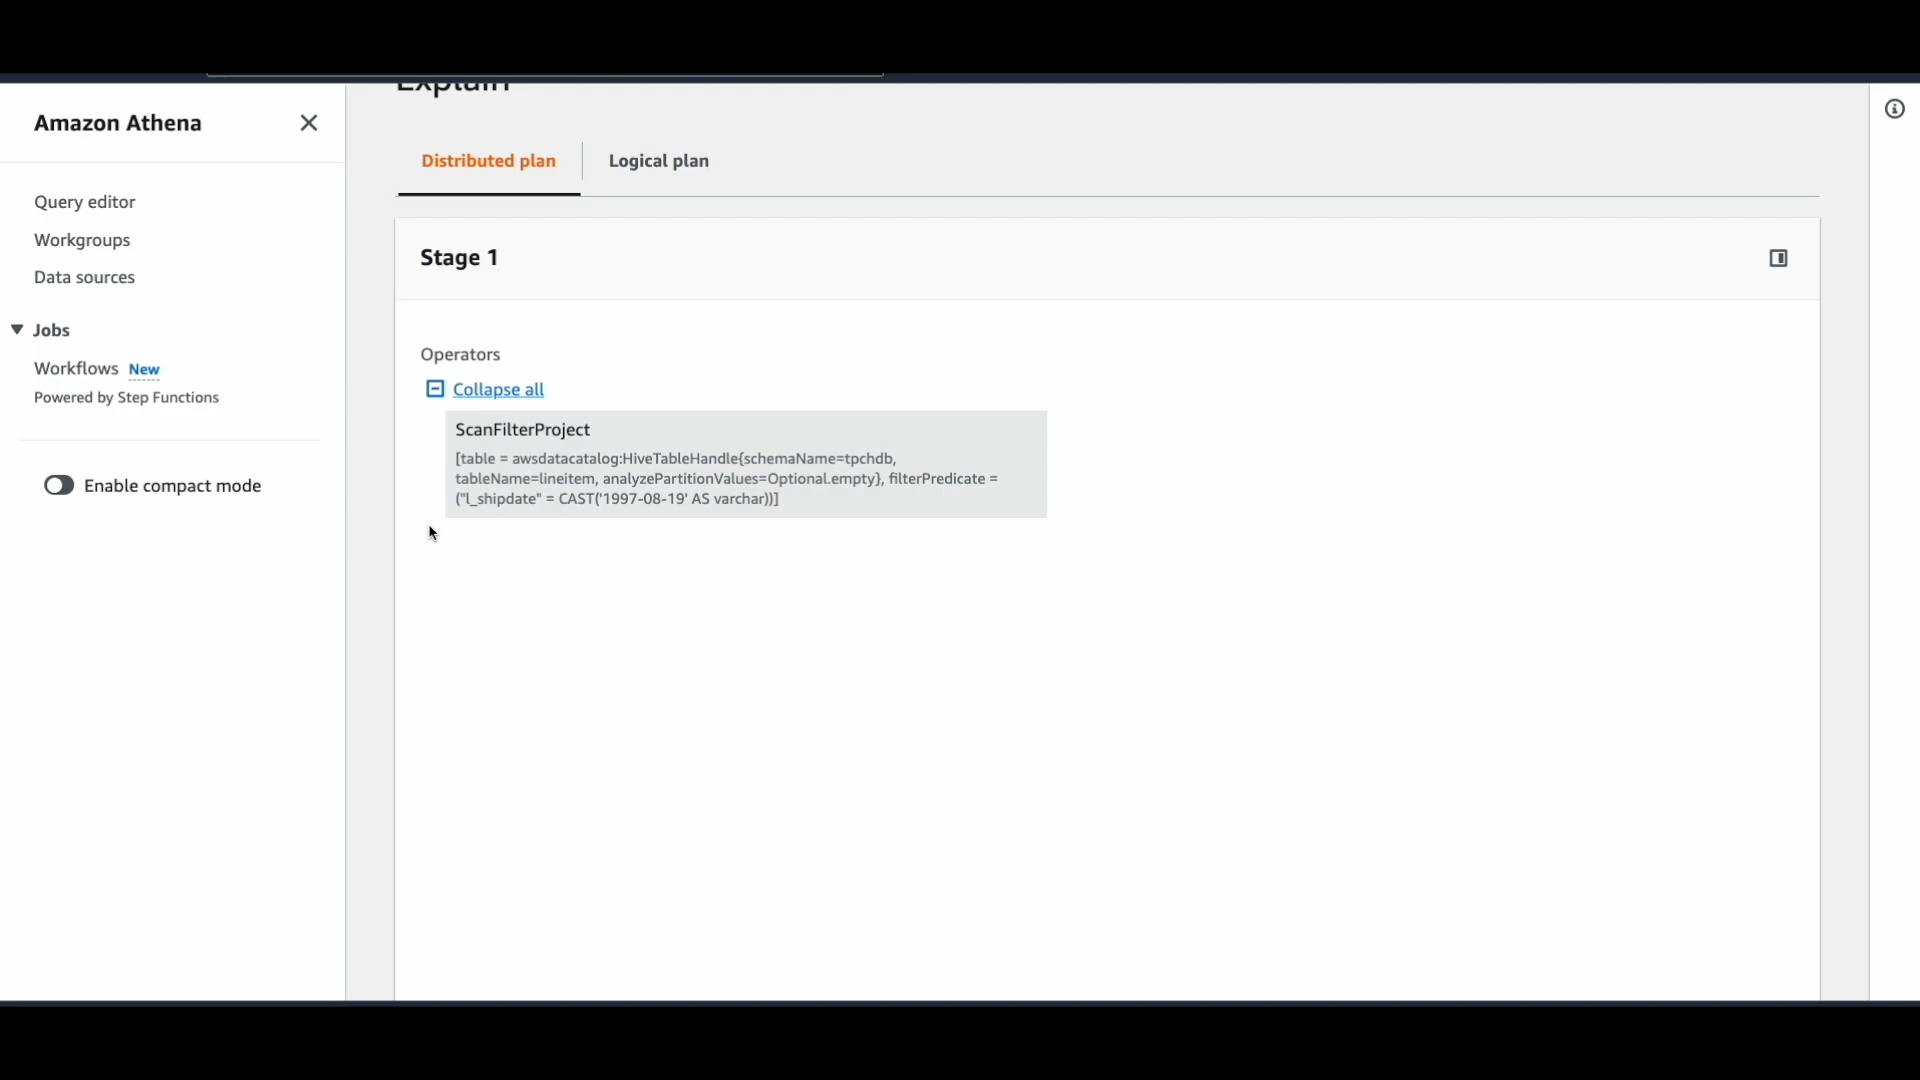 Explain
Amazon Athena
Query editor
Workgroups
Data sources
Jobs
Workflows New
Powered by Step Functions
Enable compact mode
Distributed plan
Logical plan
Stage 1
Operators
Collapse all
ScanFilterProject
[table = awsdatacatalog:HiveTableHandle{schemaName=tpchdb,
tableName=lineitem, analyzePartitionValues=Optional.empty}, filterPredicate =
("l_shipdate" = CAST('1997-08-19' AS varchar))]